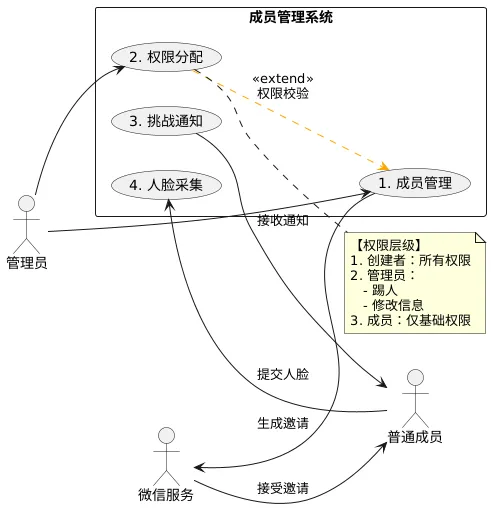 成员管理系统
2. 权限分配
«extend»
权限校验
3. 挑战通知
4. 人脸采集
1. 成员管理
管理员
接收通知
【权限层级】
1. 创建者：所有权限
2. 管理员：
- 踢人
- 修改信息
3. 成员：仅基础权限
提交人脸
普通成员
生成邀请
微信服务
接受邀请